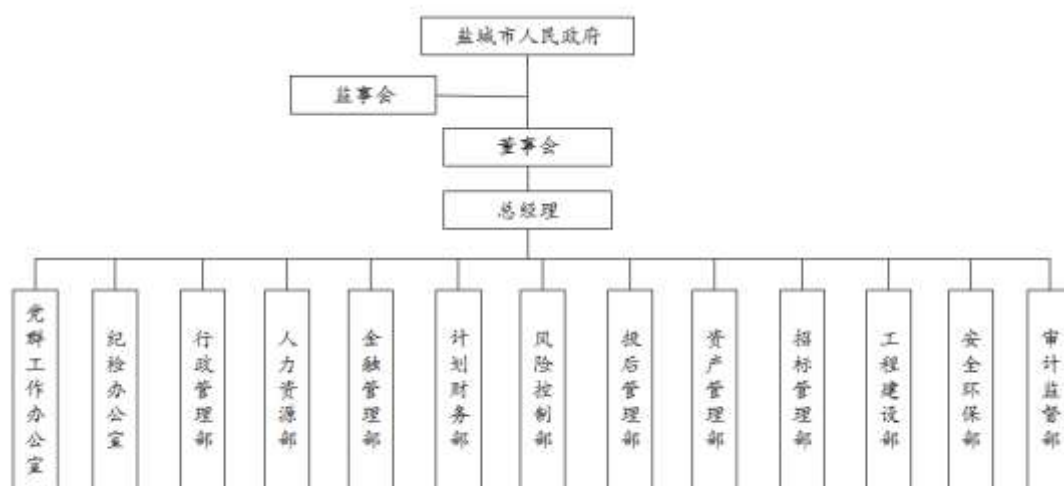 盐城市人民政府
监事会
董事会
总经理
党群工作办公室
纪检办公室
行政管理部
人力资源部
金融管理部
计划财务部
风险控制部
投后管理部
资产管理部
招标管理部
工程建设部
安全环保部
审计监督部